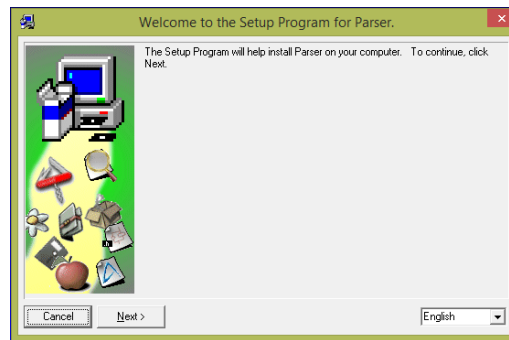 Welcome to the Setup Program for Parser.
The Setup Program will help install Parser on your computer. To continue, click
Next.
Cancel
Next >
English